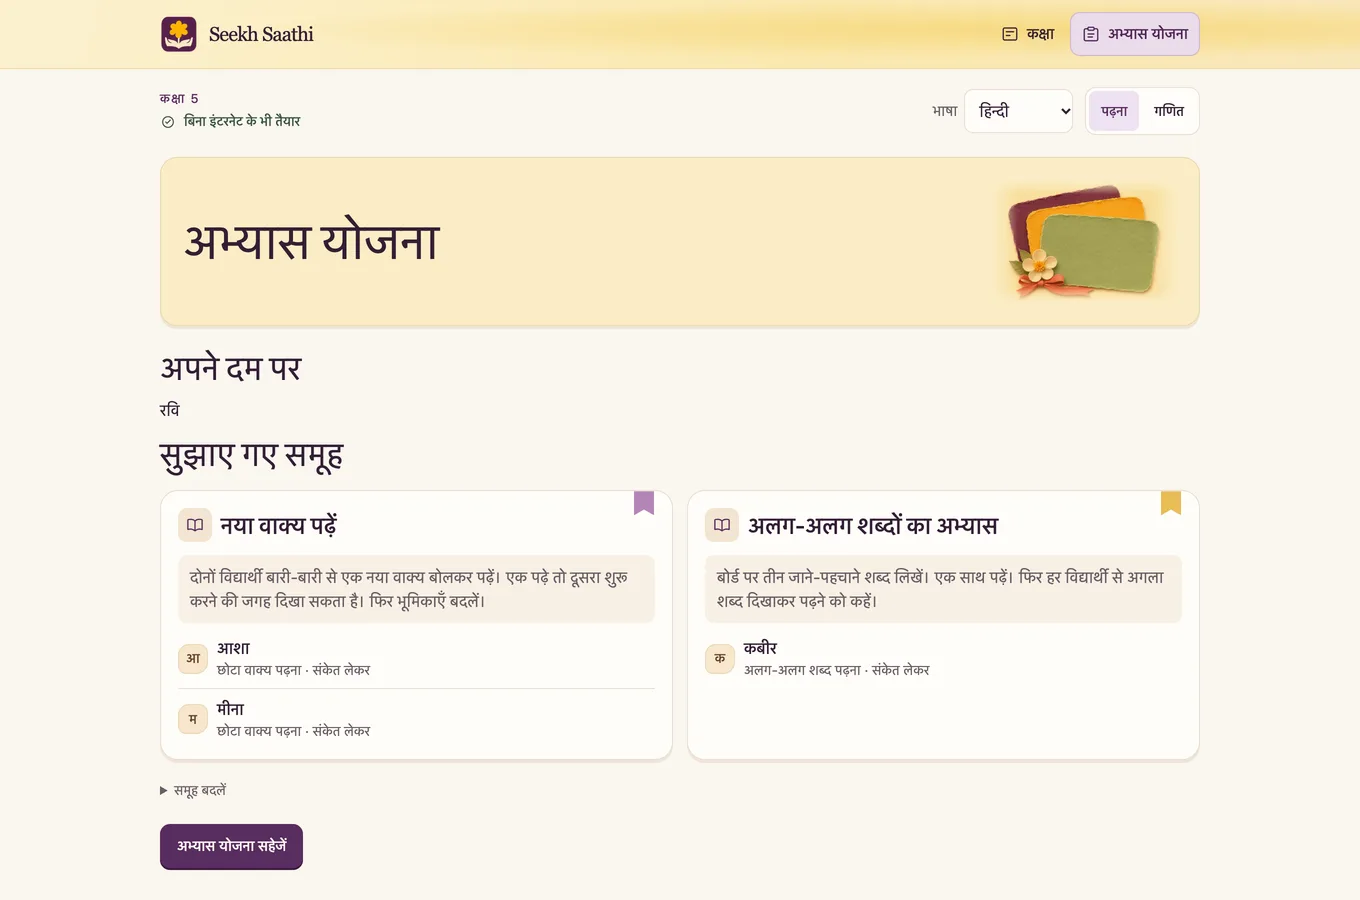 Seekh Saathi
कक्षा
अभ्यास योजना
कक्षा 5
बिना इंटरनेट के भी तैयार
भाषा
हिन्दी
पढ़ना
गणित
अभ्यास योजना
अपने दम पर
रवि
सुझाए गए समूह
नया वाक्य पढ़ें
दोनों विद्यार्थी बारी-बारी से एक नया वाक्य बोलकर पढ़ें। एक पढ़े तो दूसरा शुरू
करने की जगह दिखा सकता है। फिर भूमिकाएँ बदलें।
आ
आशा
छोटा वाक्य पढ़ना · संकेत लेकर
म
मीना
छोटा वाक्य पढ़ना · संकेत लेकर
अलग-अलग शब्दों का अभ्यास
बोर्ड पर तीन जाने-पहचाने शब्द लिखें। एक साथ पढ़ें। फिर हर विद्यार्थी से अगला
शब्द दिखाकर पढ़ने को कहें।
क
कबीर
अलग-अलग शब्द पढ़ना · संकेत लेकर
समूह बदलें
अभ्यास योजना सहेजें